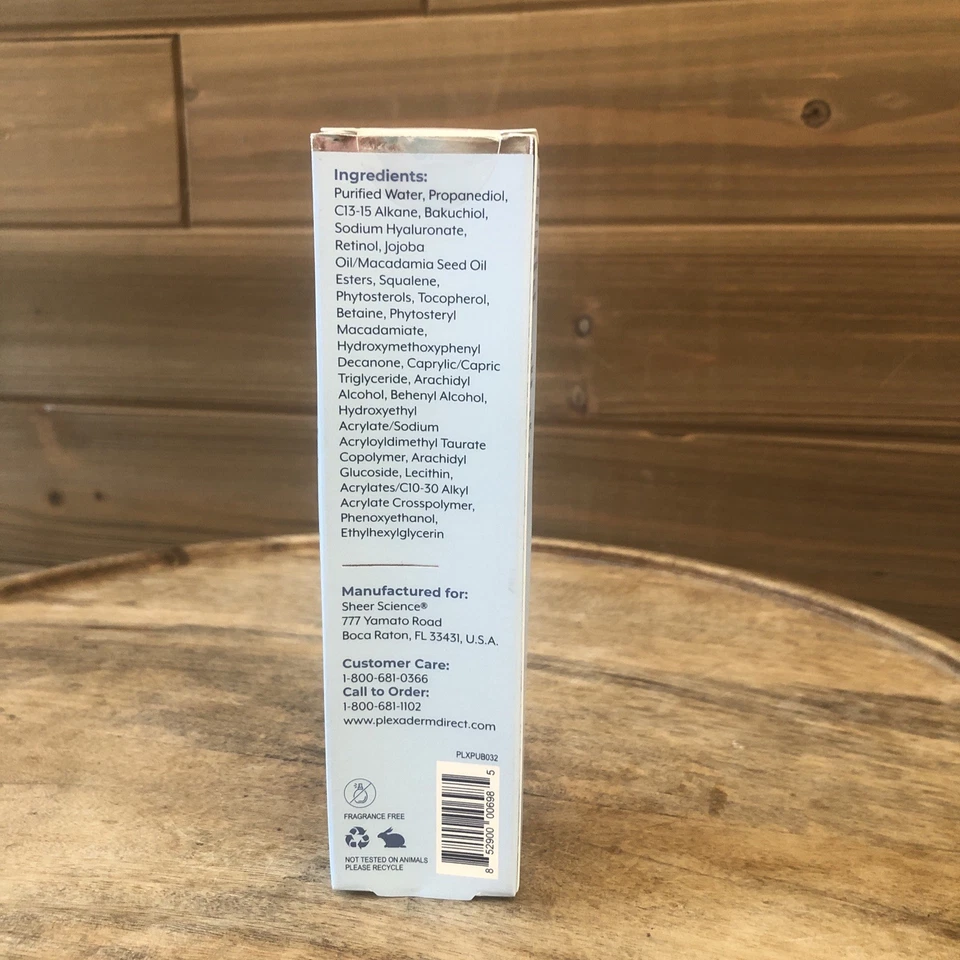 Ingredients:
Purified Water, Propanediol,
C13-15 Alkane, Bakuchiol,
Sodium Hyaluronate,
Retinol, Jojoba
Oil/Macadamia Seed Oil
Esters, Squalene,
Phytosterols, Tocopherol,
Betaine, Phytosteryl
Macadamiate,
Hydroxymethoxyphenyl
Decanone, Caprylic/Capric
Triglyceride, Arachidyl
Alcohol, Behenyl Alcohol,
Hydroxyethyl
Acrylate/Sodium
Acryloyldimethyl Taurate
Copolymer, Arachidyl
Glucoside, Lecithin,
Acrylates/C10-30 Alkyl
Acrylate Crosspolymer,
Phenoxyethanol,
Ethylhexylglycerin
Manufactured for:
Sheer Science®
777 Yamato Road
Boca Raton, FL 33431, U.S.A.
Customer Care:
1-800-681-0366
Call to Order:
1-800-681-1102
www.plexadermdirect.com
PLXPUB032
8 52900 00698 5
FRAGRANCE FREE
NOT TESTED ON ANIMALS
PLEASE RECYCLE